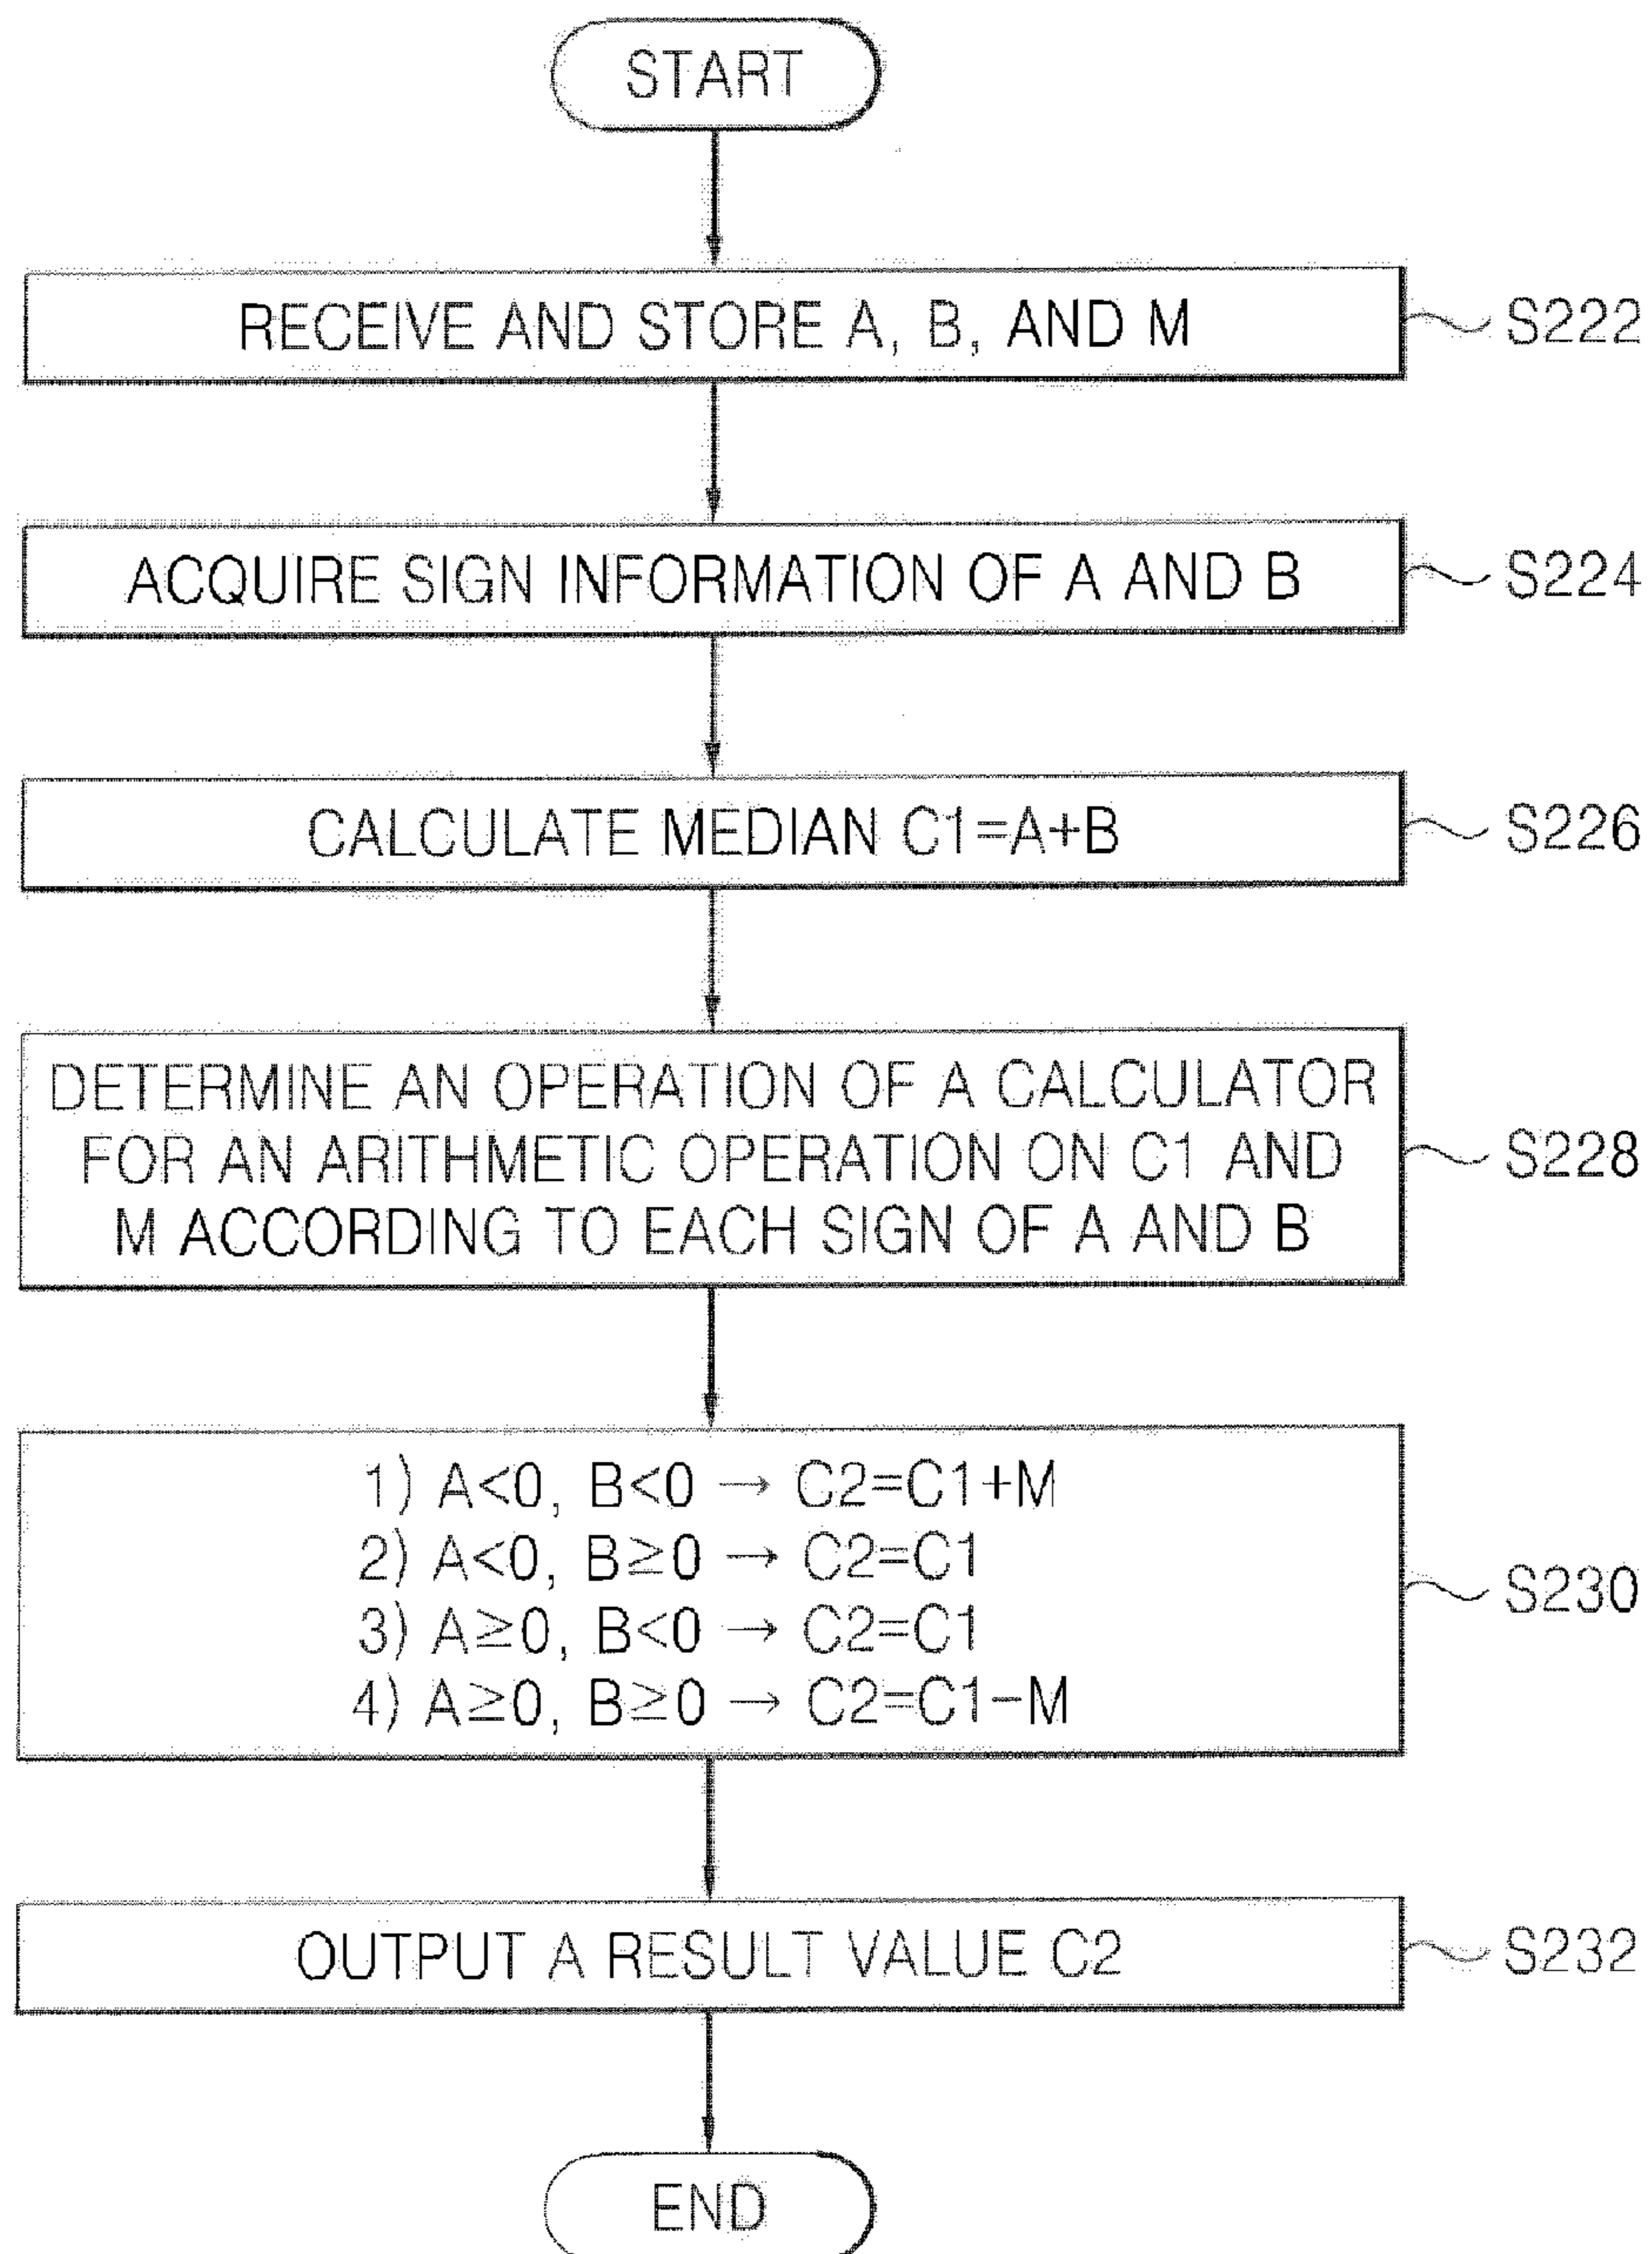 START
RECEIVE AND STORE A, B, AND M
S222
ACQUIRE SIGN INFORMATION OF A AND B
S224
CALCULATE MEDIAN C1=A+B
S226
DETERMINE AN OPERATION OF A CALCULATOR
FOR AN ARITHMETIC OPERATION ON C1 AND
M ACCORDING TO EACH SIGN OF A AND B
S228
1) A<0, B<0 → C2=C1+M
2) A<0, B≥0 → C2=C1
3) A≥0, B<0 → C2=C1
4) A≥0, B≥0 → C2=C1−M
S230
OUTPUT A RESULT VALUE C2
S232
END